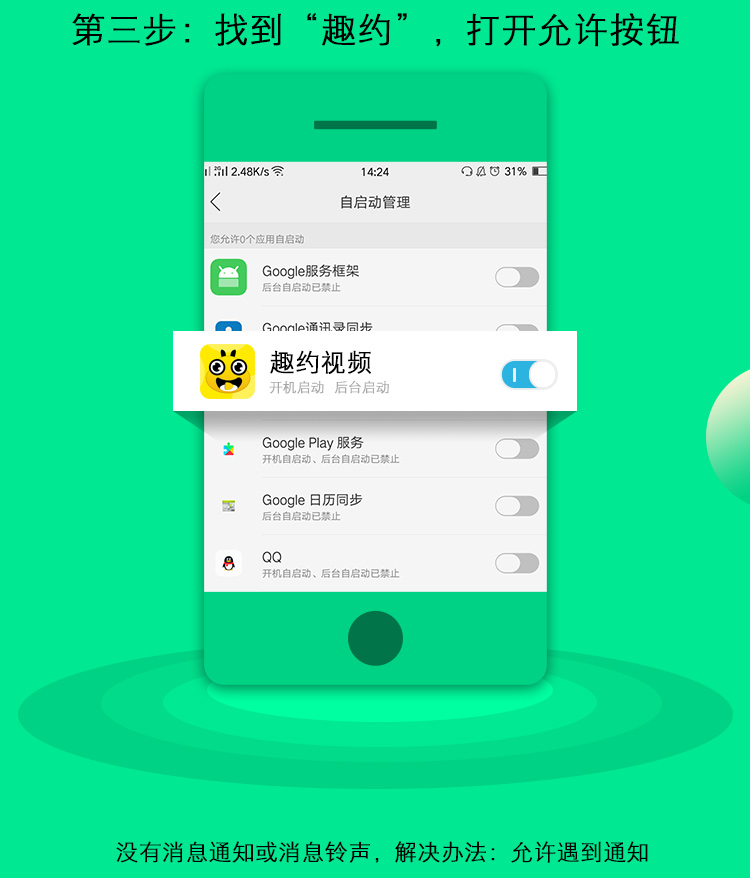 第三步：找到“趣约”，打开允许按钮
3G 2.48K/s 14:24 31%
自启动管理
您允许0个应用自启动
Google服务框架
后台自启动已禁止
Google通讯录同步
趣约视频
开机启动 后台启动
Google Play 服务
开机自启动、后台自启动已禁止
Google 日历同步
后台自启动已禁止
QQ
开机自启动、后台自启动已禁止
没有消息通知或消息铃声，解决办法：允许遇到通知